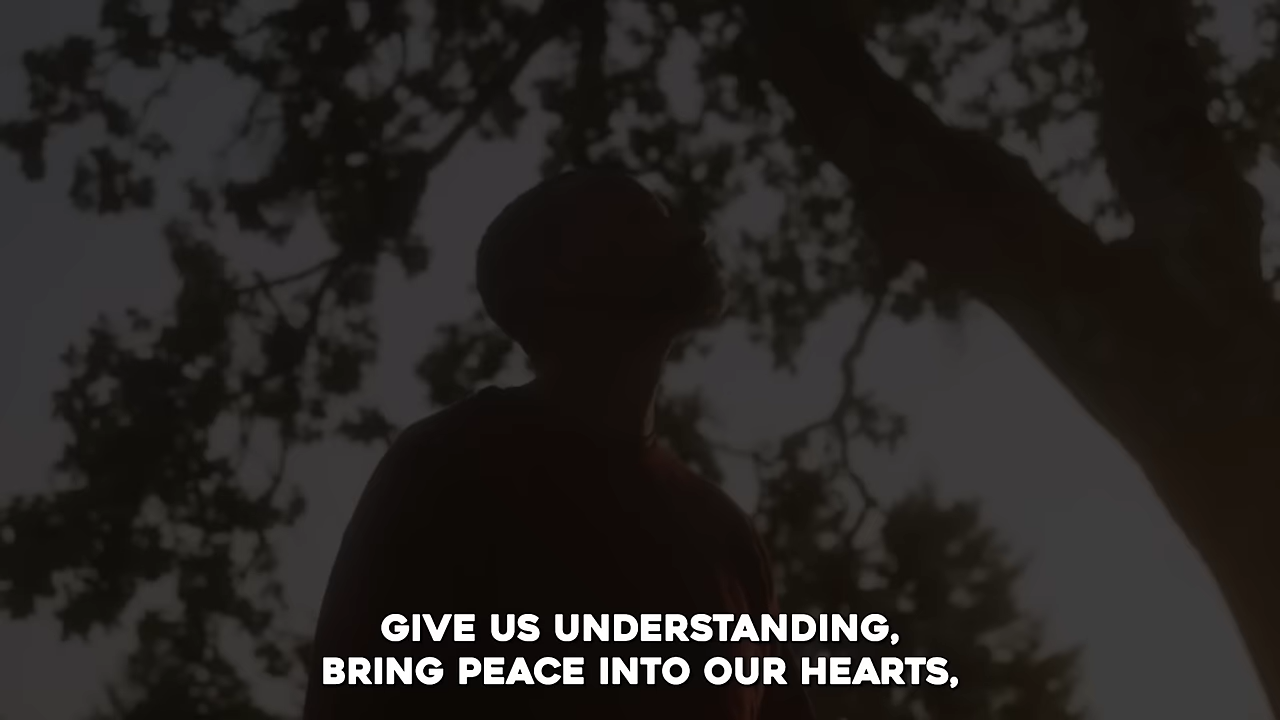 GIVE US UNDERSTANDING,
BRING PEACE INTO OUR HEARTS,